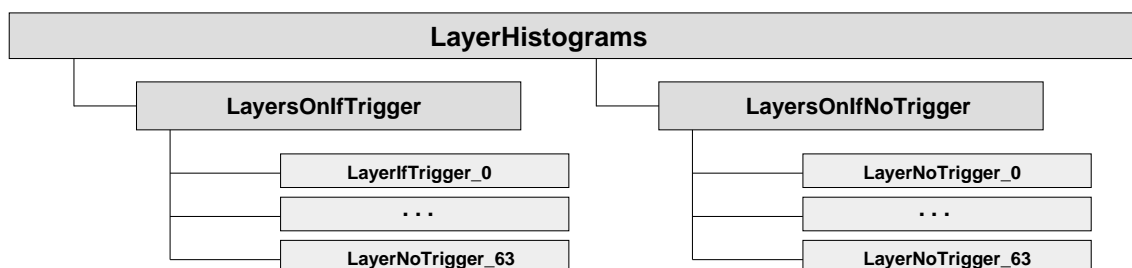 LayerHistograms
LayersOnIfTrigger
LayersOnIfNoTrigger
LayerIfTrigger_0
LayerNoTrigger_0
. . .
. . .
LayerNoTrigger_63
LayerNoTrigger_63